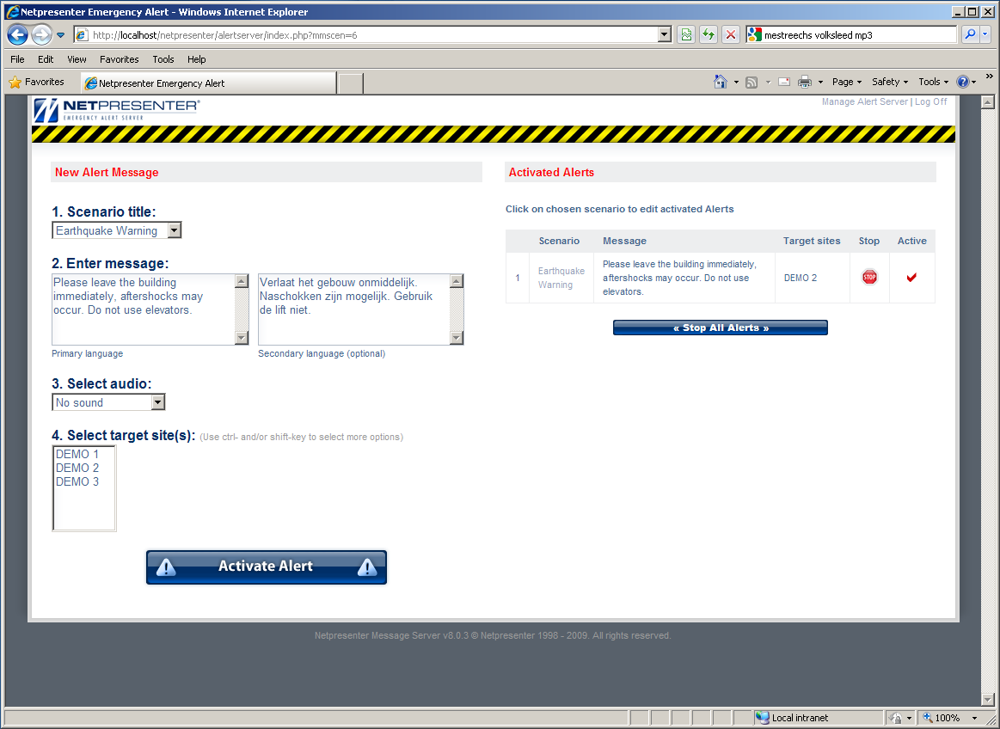 Netpresenter Emergency Alert - Windows Internet Explorer
http://localhost/netpresenter/alertserver/index.php?mmscen=6
mestreechs volksleed mp3
File Edit View Favorites Tools Help
Favorites
Netpresenter Emergency Alert
Page Safety Tools
NETPRESENTER®
EMERGENCY ALERT SERVER
Manage Alert Server | Log Off
New Alert Message
1. Scenario title:
Earthquake Warning
2. Enter message:
Please leave the building
immediately, aftershocks may
occur. Do not use elevators.
Primary language
Verlaat het gebouw onmiddelijk.
Naschokken zijn mogelijk. Gebruik
de lift niet.
Secondary language (optional)
3. Select audio:
No sound
4. Select target site(s): (Use ctrl- and/or shift-key to select more options)
DEMO 1
DEMO 2
DEMO 3
Activate Alert
Activated Alerts
Click on chosen scenario to edit activated Alerts
Scenario Message Target sites Stop Active
1
Earthquake
Warning
Please leave the building immediately,
aftershocks may occur. Do not use
elevators.
DEMO 2
STOP
« Stop All Alerts »
Netpresenter Message Server v8.0.3 © Netpresenter 1998 - 2009. All rights reserved.
Local intranet
100%